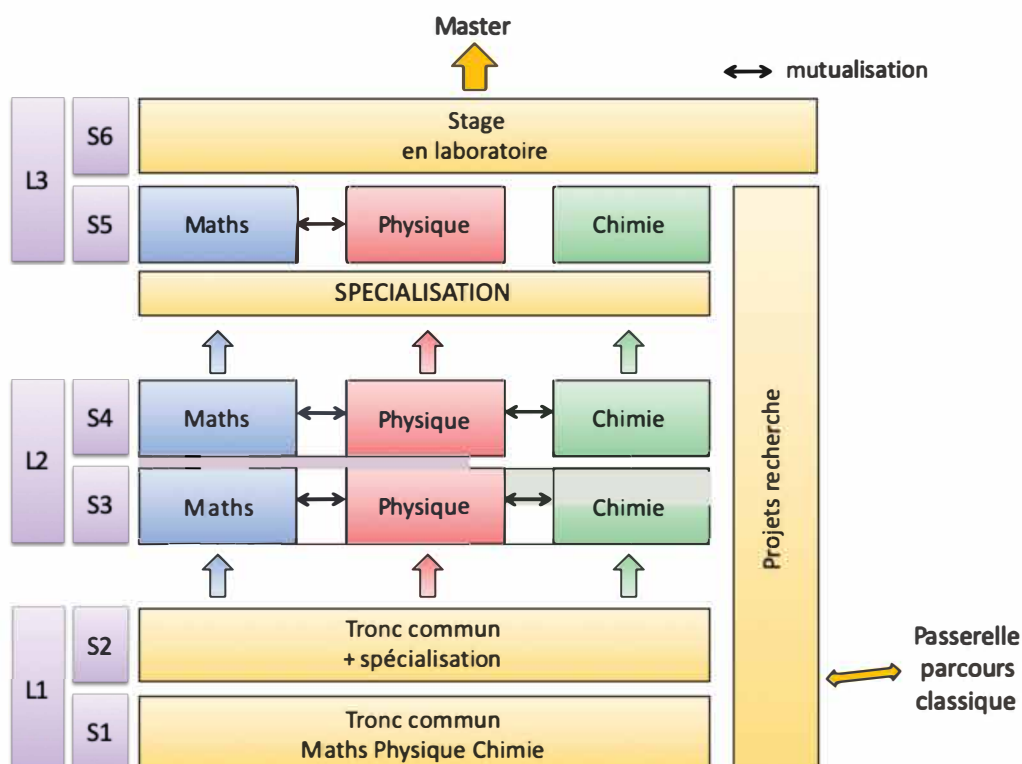 Master
mutualisation
L3
S6
Stage
en laboratoire
S5
Maths
Physique
Chimie
SPECIALISATION
L2
S4
Maths
Physique
Chimie
S3
Maths
Physique
Chimie
Projets recherche
L1
S2
Tronc commun
+ spécialisation
S1
Tronc commun
Maths Physique Chimie
Passerelle
parcours
classique